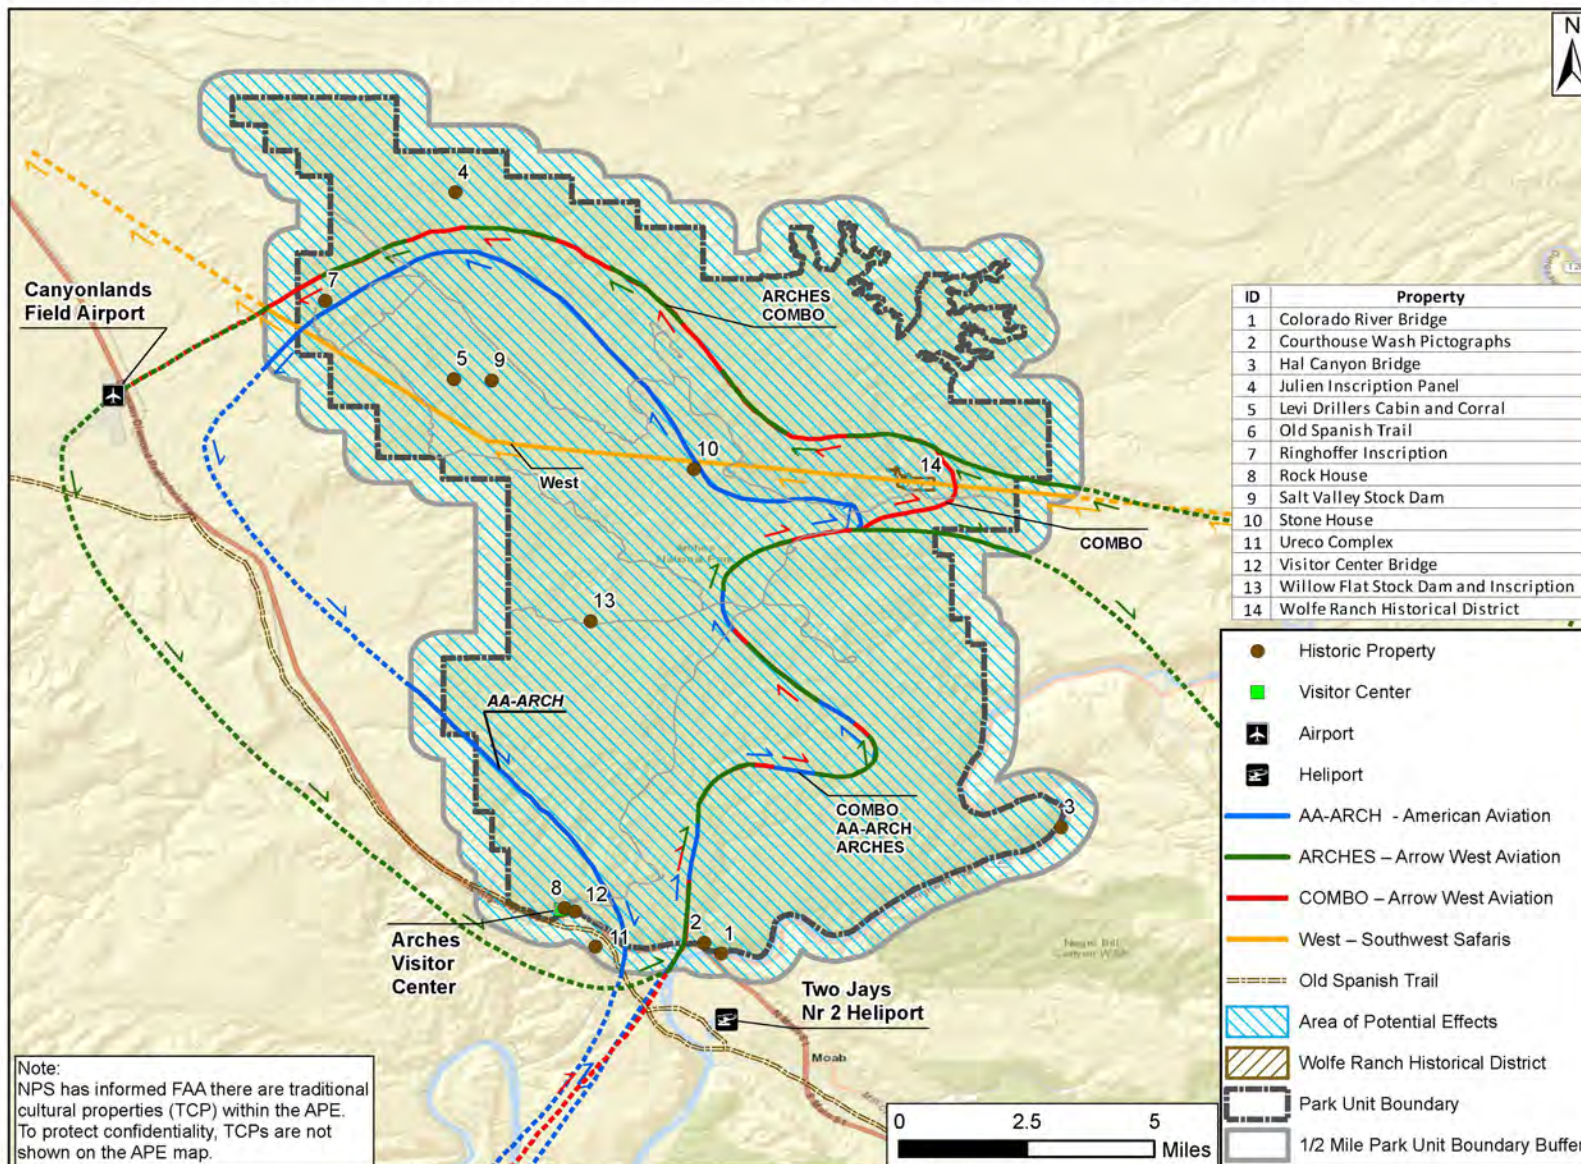 N
4
7
Canyonlands
Field Airport
ARCHES
COMBO
5
9
10
14
West
COMBO
13
AA-ARCH
COMBO
AA-ARCH
ARCHES
3
8
12
11
2
1
Arches
Visitor
Center
Two Jays
Nr 2 Heliport
Moab
ID Property
1 Colorado River Bridge
2 Courthouse Wash Pictographs
3 Hal Canyon Bridge
4 Julien Inscription Panel
5 Levi Drillers Cabin and Corral
6 Old Spanish Trail
7 Ringhoffer Inscription
8 Rock House
9 Salt Valley Stock Dam
10 Stone House
11 Ureco Complex
12 Visitor Center Bridge
13 Willow Flat Stock Dam and Inscription
14 Wolfe Ranch Historical District
Historic Property
Visitor Center
Airport
Heliport
AA-ARCH - American Aviation
ARCHES – Arrow West Aviation
COMBO – Arrow West Aviation
West – Southwest Safaris
Old Spanish Trail
Area of Potential Effects
Wolfe Ranch Historical District
Park Unit Boundary
1/2 Mile Park Unit Boundary Buffer
Note:
NPS has informed FAA there are traditional
cultural properties (TCP) within the APE.
To protect confidentiality, TCPs are not
shown on the APE map.
0 2.5 5
Miles